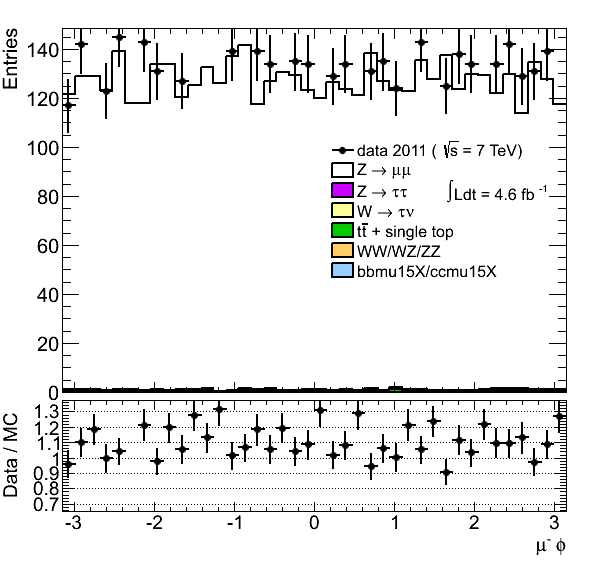 Entries
140
120
100
80
60
40
20
0
data 2011 ( √s = 7 TeV)
Z → μμ
Z → ττ
W → τν
∫Ldt = 4.6 fb⁻¹
tt̄ + single top
WW/WZ/ZZ
bbmu15X/ccmu15X
Data / MC
1.3
1.2
1.1
1
0.9
0.8
0.7
-3 -2 -1 0 1 2 3
μ⁻ ϕ